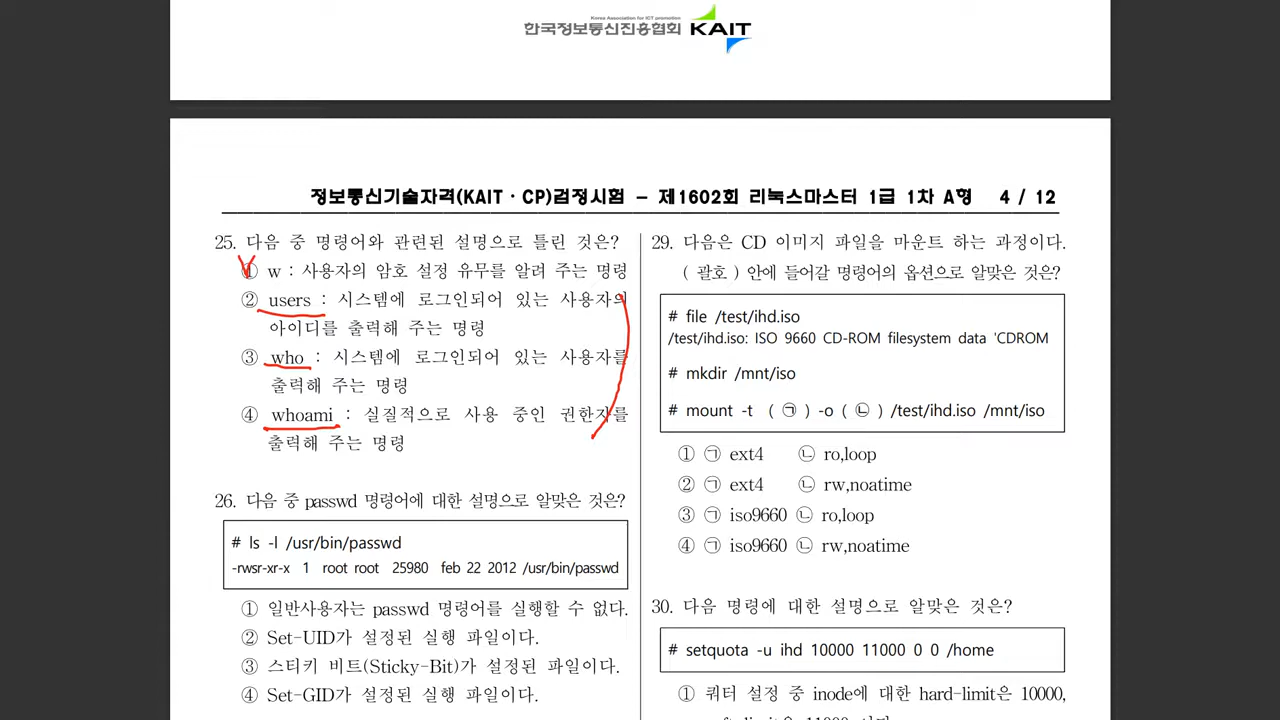 Korea Association for ICT promotion
한국정보통신진흥협회 KAIT
정보통신기술자격(KAIT · CP)검정시험 – 제1602회 리눅스마스터 1급 1차 A형 4 / 12
25. 다음 중 명령어와 관련된 설명으로 틀린 것은?
① w : 사용자의 암호 설정 유무를 알려 주는 명령
② users : 시스템에 로그인되어 있는 사용자의
아이디를 출력해 주는 명령
③ who : 시스템에 로그인되어 있는 사용자를
출력해 주는 명령
④ whoami : 실질적으로 사용 중인 권한자를
출력해 주는 명령
26. 다음 중 passwd 명령어에 대한 설명으로 알맞은 것은?
# ls -l /usr/bin/passwd
-rwsr-xr-x 1 root root 25980 feb 22 2012 /usr/bin/passwd
① 일반사용자는 passwd 명령어를 실행할 수 없다.
② Set-UID가 설정된 실행 파일이다.
③ 스티키 비트(Sticky-Bit)가 설정된 파일이다.
④ Set-GID가 설정된 실행 파일이다.
29. 다음은 CD 이미지 파일을 마운트 하는 과정이다.
( 괄호 ) 안에 들어갈 명령어의 옵션으로 알맞은 것은?
# file /test/ihd.iso
/test/ihd.iso: ISO 9660 CD-ROM filesystem data 'CDROM
# mkdir /mnt/iso
# mount -t ( ㉠ ) -o ( ㉡ ) /test/ihd.iso /mnt/iso
① ㉠ ext4 ㉡ ro,loop
② ㉠ ext4 ㉡ rw,noatime
③ ㉠ iso9660 ㉡ ro,loop
④ ㉠ iso9660 ㉡ rw,noatime
30. 다음 명령에 대한 설명으로 알맞은 것은?
# setquota -u ihd 10000 11000 0 0 /home
① 쿼터 설정 중 inode에 대한 hard-limit은 10000,